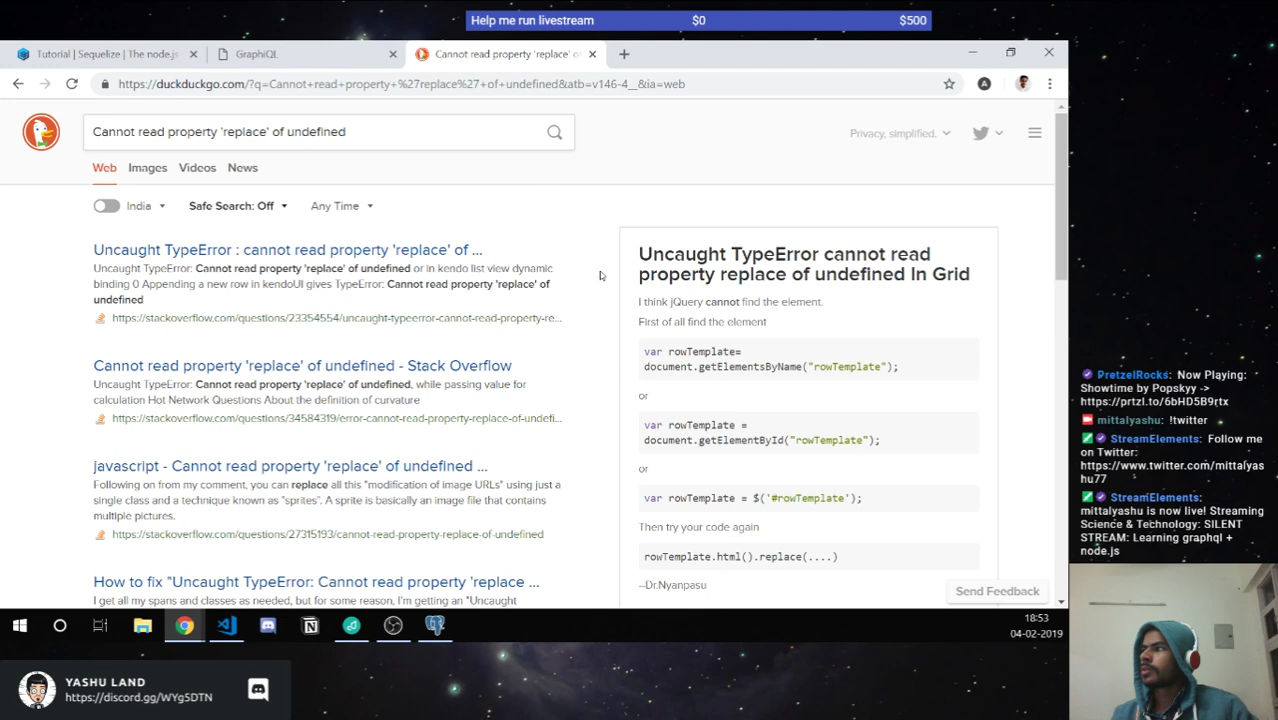 Help me run livestream $0 $500
Tutorial | Sequelize | The node.js
GraphiQL
Cannot read property 'replace' o
https://duckduckgo.com/?q=Cannot+read+property+%27replace%27+of+undefined&atb=v146-4__&ia=web
Cannot read property 'replace' of undefined
Privacy, simplified.
Web Images Videos News
India Safe Search: Off Any Time
Uncaught TypeError : cannot read property 'replace' of ...
Uncaught TypeError: Cannot read property 'replace' of undefined or in kendo list view dynamic
binding 0 Appending a new row in kendoUI gives TypeError: Cannot read property 'replace' of
undefined
https://stackoverflow.com/questions/23354554/uncaught-typeerror-cannot-read-property-re...
Cannot read property 'replace' of undefined - Stack Overflow
Uncaught TypeError: Cannot read property 'replace' of undefined, while passing value for
calculation Hot Network Questions About the definition of curvature
https://stackoverflow.com/questions/34584319/error-cannot-read-property-replace-of-undefi...
javascript - Cannot read property 'replace' of undefined ...
Following on from my comment, you can replace all this "modification of image URLs" using just a
single class and a technique known as "sprites". A sprite is basically an image file that contains
multiple pictures.
https://stackoverflow.com/questions/27315193/cannot-read-property-replace-of-undefined
How to fix "Uncaught TypeError: Cannot read property 'replace ...
I get all my spans and classes as needed, but for some reason, I'm getting an "Uncaught
Uncaught TypeError cannot read
property replace of undefined In Grid
I think jQuery cannot find the element.
First of all find the element
var rowTemplate=
document.getElementsByName("rowTemplate");
or
var rowTemplate =
document.getElementById("rowTemplate");
or
var rowTemplate = $('#rowTemplate');
Then try your code again
rowTemplate.html().replace(....)
–Dr.Nyanpasu
Send Feedback
18:53
04-02-2019
PretzelRocks: Now Playing:
Showtime by Popskyy ->
https://prtzl.to/6bHD5B9rtx
mittalyashu: !twitter
StreamElements: Follow me
on Twitter:
https://www.twitter.com/mittalyas
hu77
StreamElements:
mittalyashu is now live! Streaming
Science & Technology: SILENT
STREAM: Learning graphql +
node.js
YASHU LAND
https://discord.gg/WYg5DTN